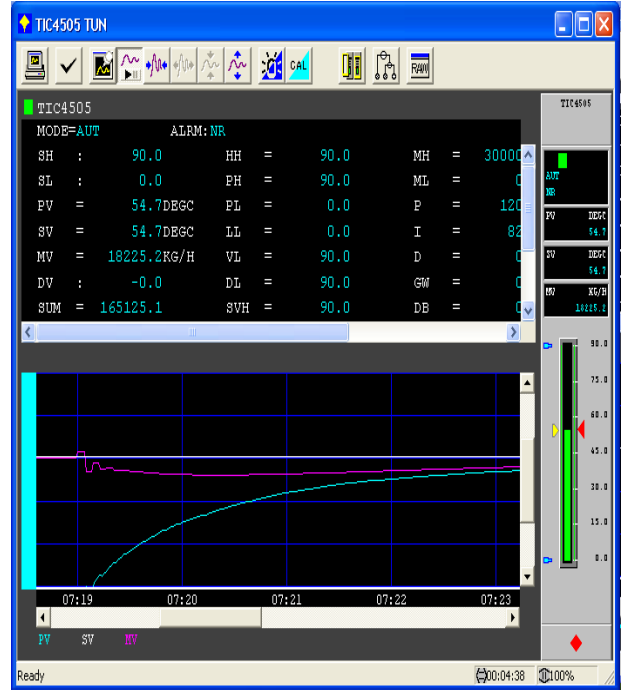 TIC4505 TUN
CAL RAW
TIC4505
MODE=AUT ALRM:NR
SH : 90.0 HH = 90.0 MH = 30000
SL : 0.0 PH = 90.0 ML = 0
PV = 54.7DEGC PL = 0.0 P = 120
SV = 54.7DEGC LL = 0.0 I = 82
MV = 18225.2KG/H VL = 90.0 D = 0
DV : -0.0 DL = 90.0 GW = 0
SUM = 165125.1 SVH = 90.0 DB = 0
07:19 07:20 07:21 07:22 07:23
PV SV MV
TIC4505
AUT
NR
PV DEGC
54.7
SV DEGC
54.7
MV KG/H
18225.2
90.0
75.0
60.0
45.0
30.0
15.0
0.0
Ready 00:04:38 100%